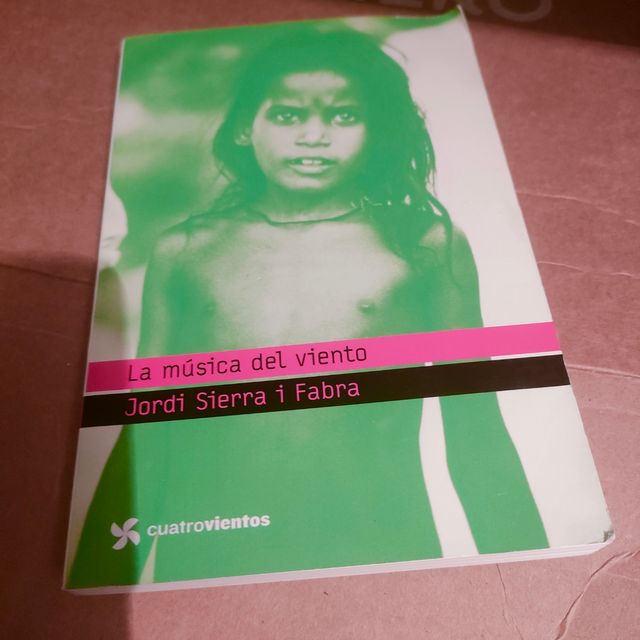 La música del viento
Jordi Sierra i Fabra
cuatrovientos